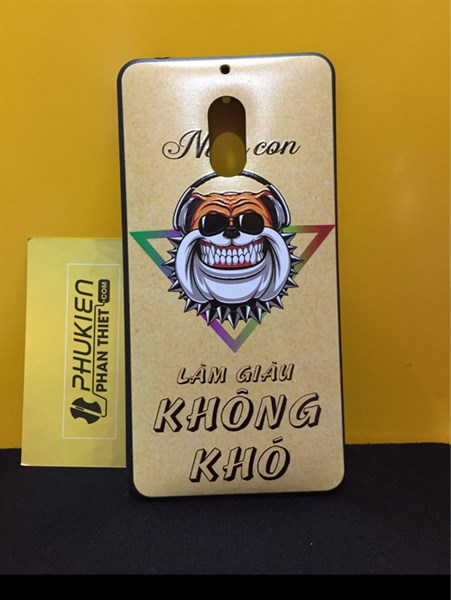 con
LÀM GIÀU
KHÔNG
KHÓ
PHUKIEN
PHAN THIET
.COM